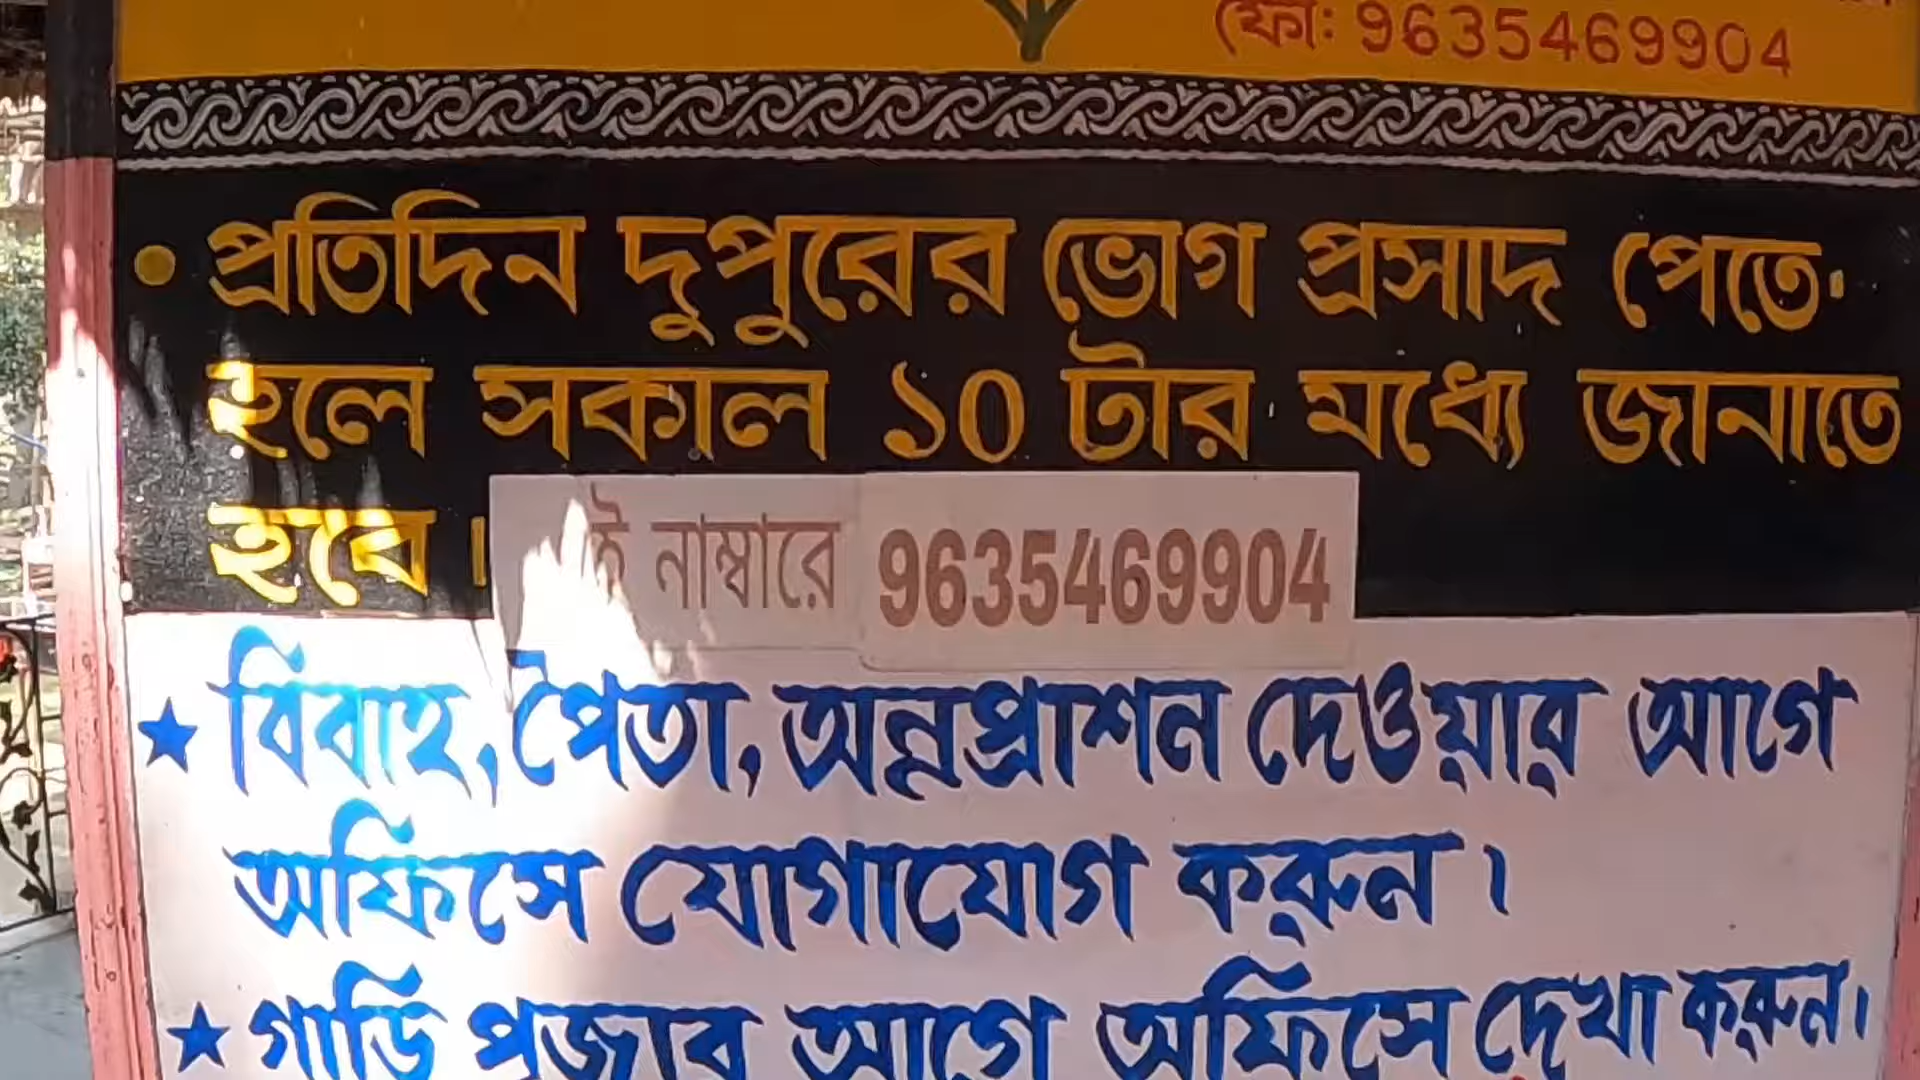 ফোঃ 9635469904
• প্রতিদিন দুপুরের ভোগ প্রসাদ পেতে
হলে সকাল ১০ টার মধ্যে জানাতে
হবে। এই নাম্বারে 9635469904
★ বিবাহ, পৈতা, অন্নপ্রাশন দেওয়ার আগে
অফিসে যোগাযোগ করুন।
★ গাড়ি পূজার আগে অফিসে দেখা করুন।